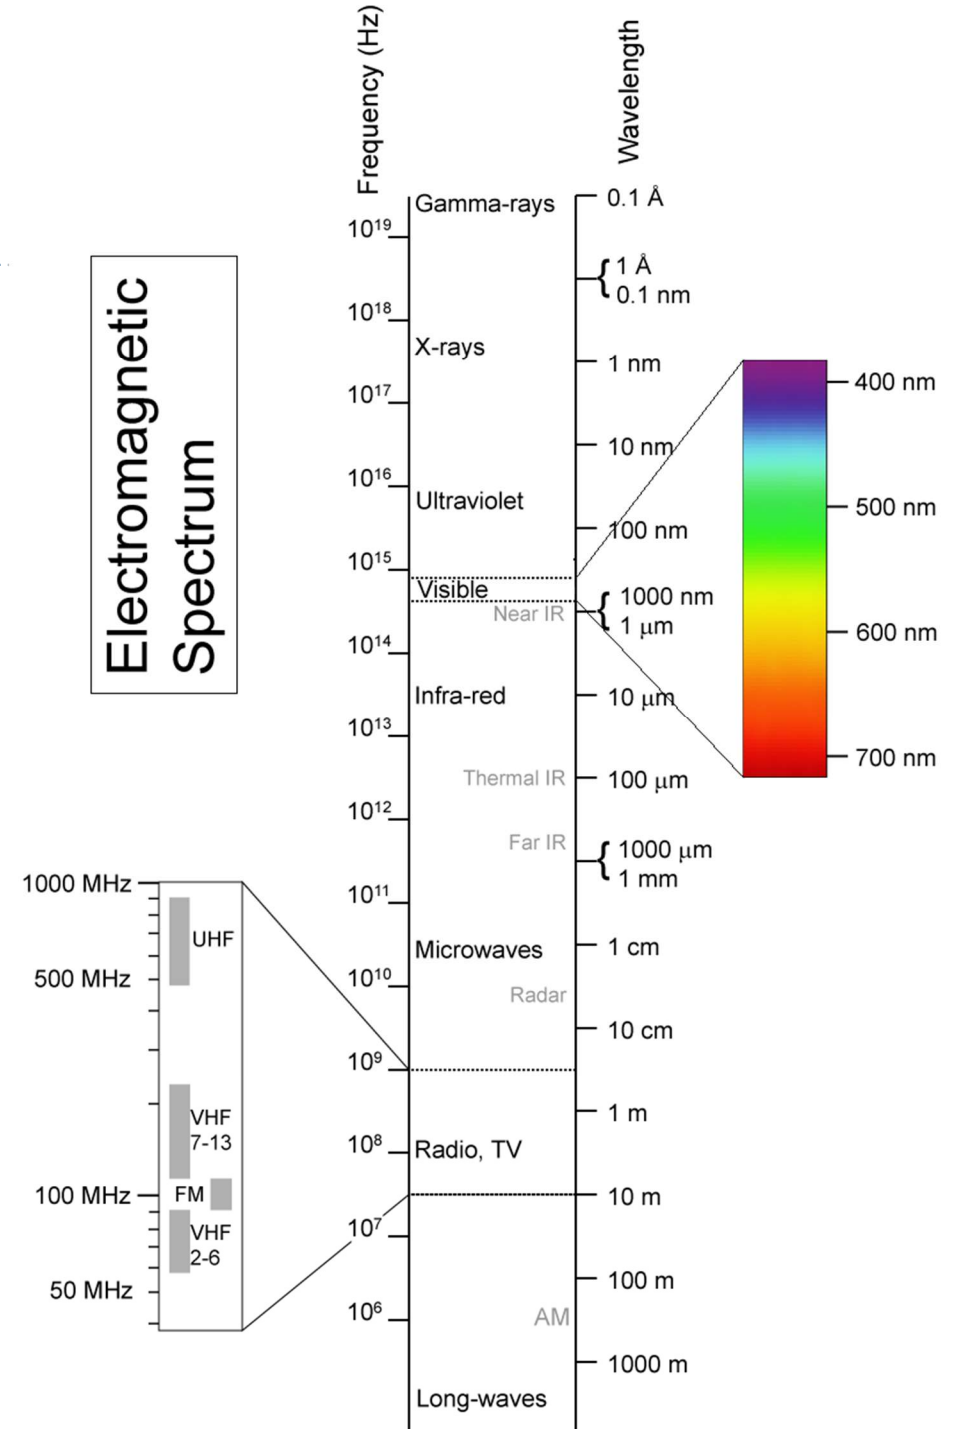 Frequency (Hz)
Wavelength
Electromagnetic
Spectrum
Gamma-rays
0.1 Å
10¹⁹
1 Å
0.1 nm
10¹⁸
X-rays
1 nm
10¹⁷
10 nm
10¹⁶
Ultraviolet
100 nm
10¹⁵
Visible
1000 nm
Near IR
1 µm
10¹⁴
Infra-red
10 µm
10¹³
Thermal IR
100 µm
10¹²
Far IR
1000 µm
1 mm
10¹¹
Microwaves
1 cm
10¹⁰
Radar
10 cm
10⁹
1 m
10⁸
Radio, TV
10 m
10⁷
100 m
10⁶
AM
1000 m
Long-waves
400 nm
500 nm
600 nm
700 nm
1000 MHz
UHF
500 MHz
VHF
7-13
100 MHz
FM
VHF
2-6
50 MHz